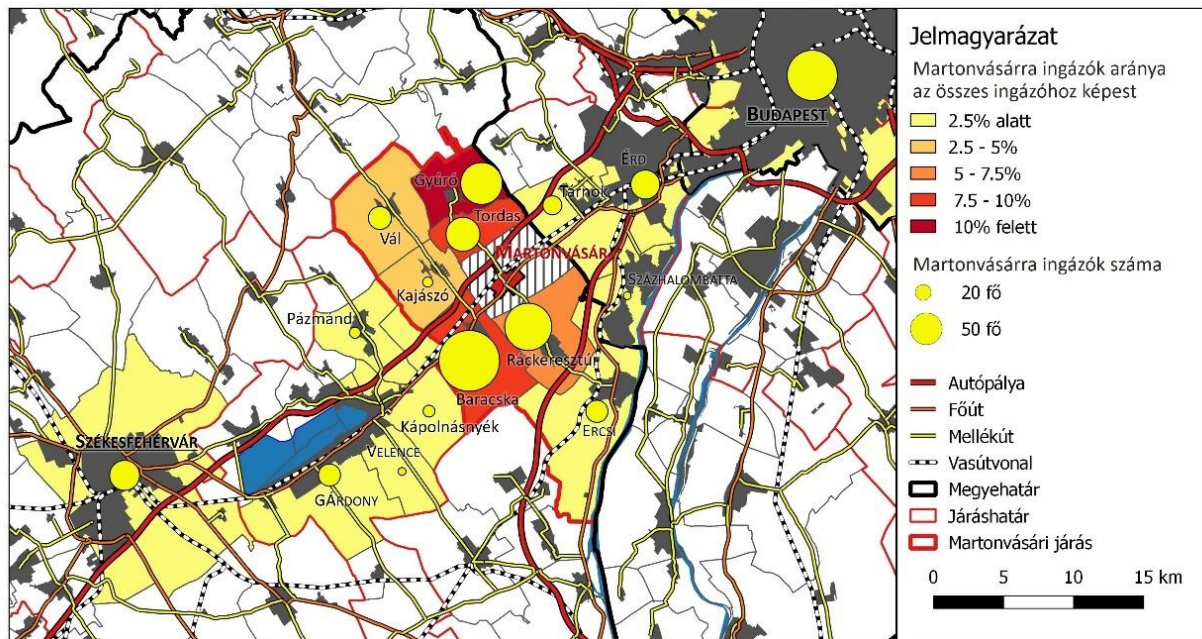 BUDAPEST
ÉRD
Gyúró
Tárnok
Tordas
Vál
MARTONVÁSÁR
SZÁZHALOMBATTA
Kajászó
Pázmánd
Ráckeresztúr
Baracska
Kápolnásnyék
ERCSI
SZÉKESFEHÉRVÁR
VELENCE
GÁRDONY
Jelmagyarázat
Martonvásárra ingázók aránya
az összes ingázóhoz képest
2.5% alatt
2.5 - 5%
5 - 7.5%
7.5 - 10%
10% felett
Martonvásárra ingázók száma
20 fő
50 fő
Autópálya
Főút
Mellékút
Vasútvonal
Megyehatár
Járáshatár
Martonvásári járás
0 5 10 15 km